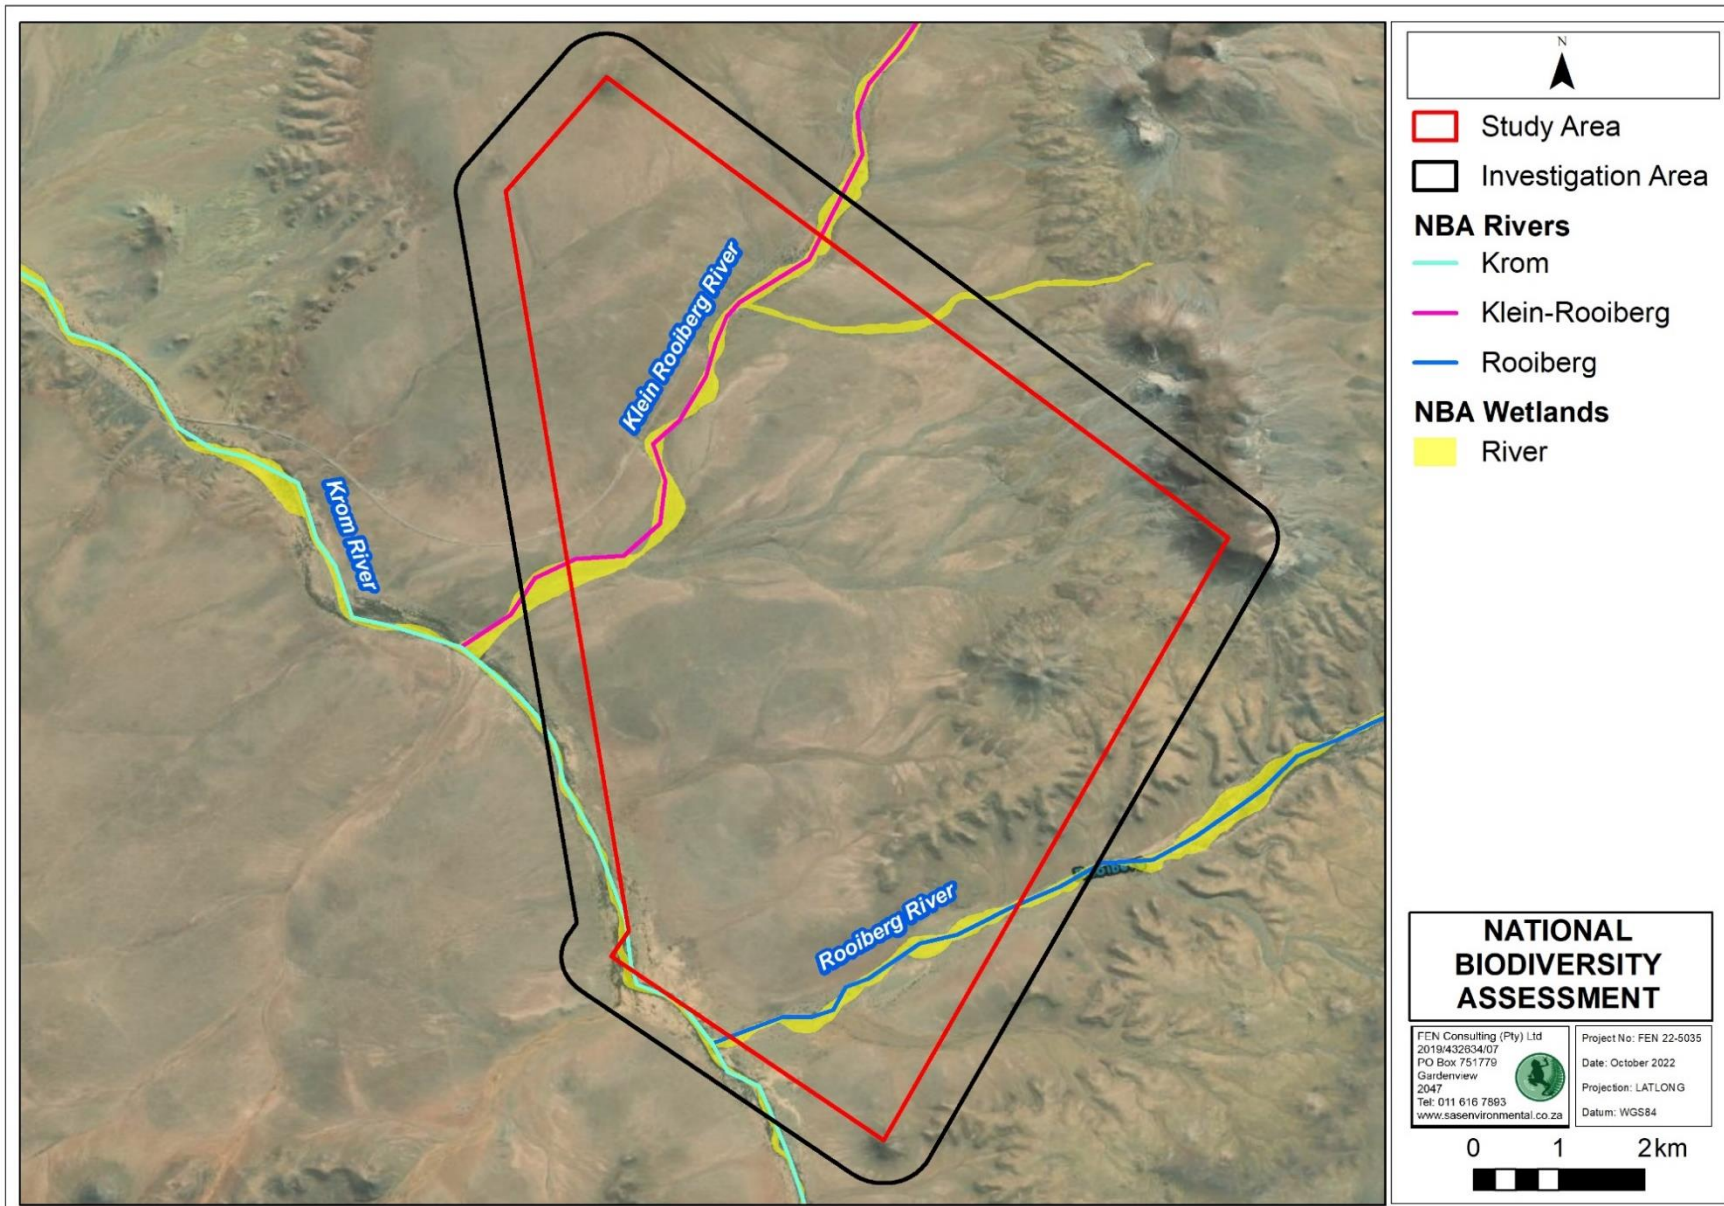 Klein Rooiberg River
Krom River
Rooiberg River
N
Study Area
Investigation Area
NBA Rivers
Krom
Klein-Rooiberg
Rooiberg
NBA Wetlands
River
NATIONAL
BIODIVERSITY
ASSESSMENT
FEN Consulting (Pty) Ltd
2019/432634/07
PO Box 751779
Gardenview
2047
Tel: 011 616 7893
www.sasenvironmental.co.za
Project No: FEN 22-5035
Date: October 2022
Projection: LATLONG
Datum: WGS84
0 1 2 km